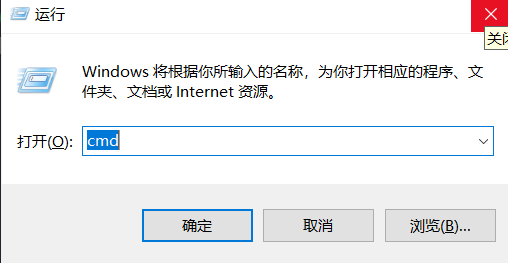 运行
关闭
Windows 将根据你所输入的名称，为你打开相应的程序、文
件夹、文档或 Internet 资源。
打开(O):
cmd
确定
取消
浏览(B)...